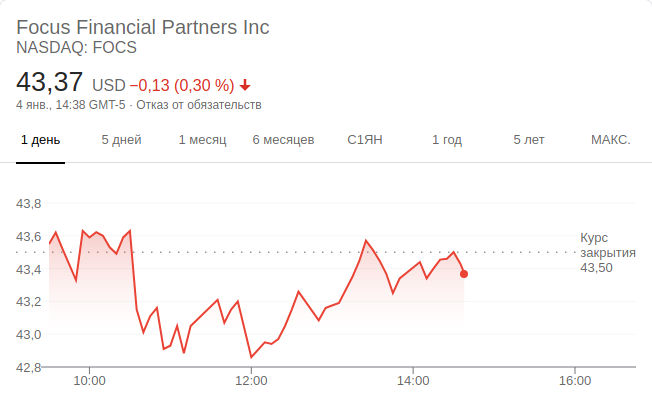 Focus Financial Partners Inc
NASDAQ: FOCS
43,37 USD −0,13 (0,30 %)
4 янв., 14:38 GMT-5 · Отказ от обязательств
1 день 5 дней 1 месяц 6 месяцев С1ЯН 1 год 5 лет МАКС.
43,8
43,6
Курс
закрытия
43,50
43,4
43,2
43,0
42,8
10:00 12:00 14:00 16:00